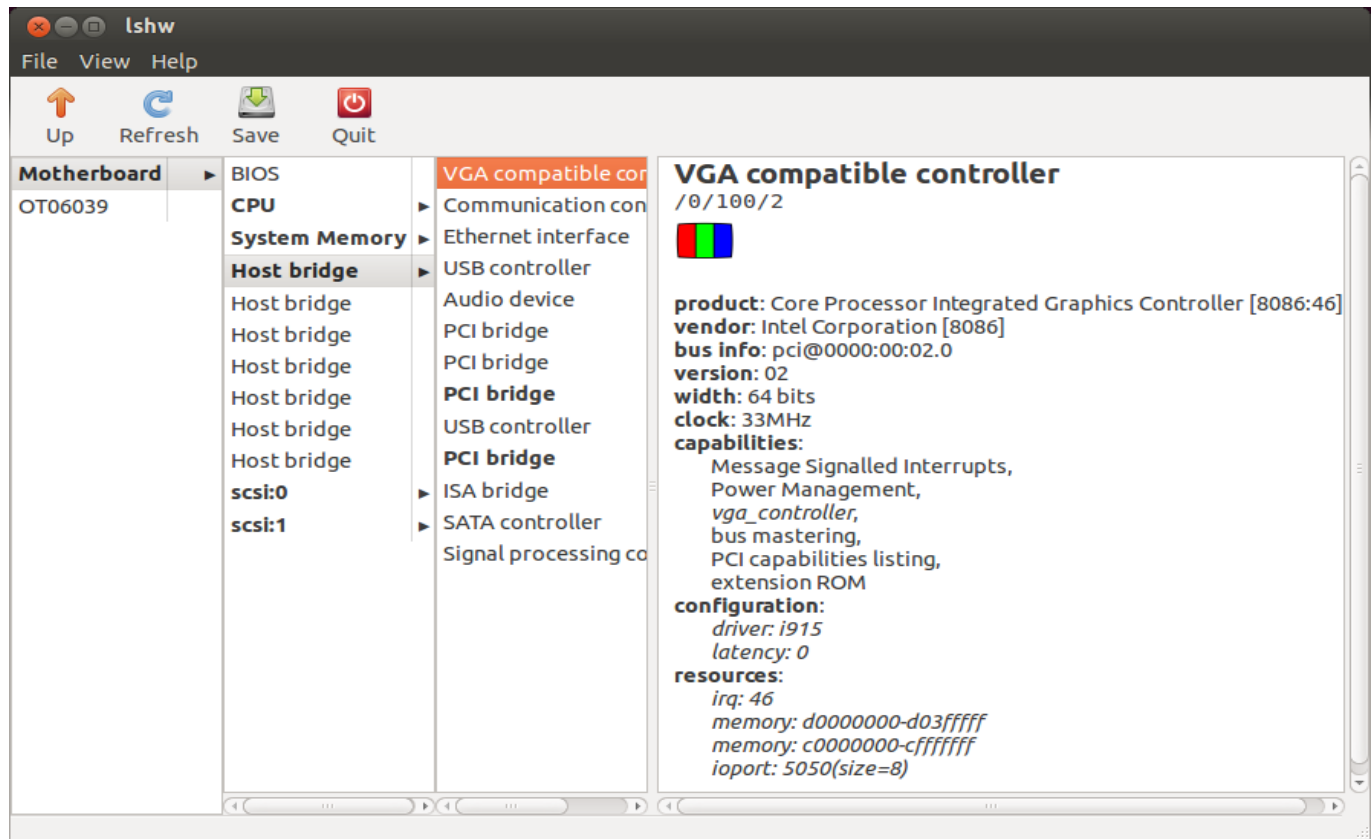 lshw
File View Help
Up Refresh Save Quit
Motherboard
OT06039
BIOS
CPU
System Memory
Host bridge
Host bridge
Host bridge
Host bridge
Host bridge
Host bridge
Host bridge
scsi:0
scsi:1
VGA compatible cor
Communication con
Ethernet interface
USB controller
Audio device
PCI bridge
PCI bridge
PCI bridge
USB controller
PCI bridge
ISA bridge
SATA controller
Signal processing co
VGA compatible controller
/0/100/2
product: Core Processor Integrated Graphics Controller [8086:46]
vendor: Intel Corporation [8086]
bus info: pci@0000:00:02.0
version: 02
width: 64 bits
clock: 33MHz
capabilities:
Message Signalled Interrupts,
Power Management,
vga_controller,
bus mastering,
PCI capabilities listing,
extension ROM
configuration:
driver: i915
latency: 0
resources:
irq: 46
memory: d0000000-d03fffff
memory: c0000000-cfffffff
ioport: 5050(size=8)